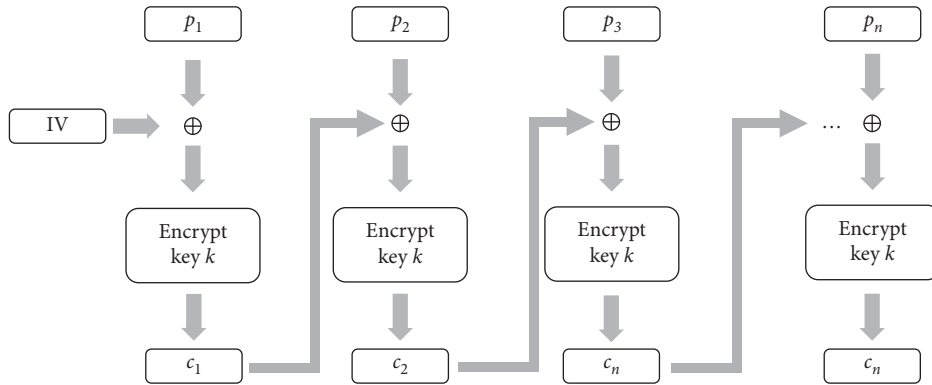 p1 p2 p3 pn
IV ⊕ ⊕ ⊕ ... ⊕
Encrypt Encrypt Encrypt Encrypt
key k key k key k key k
c1 c2 cn cn